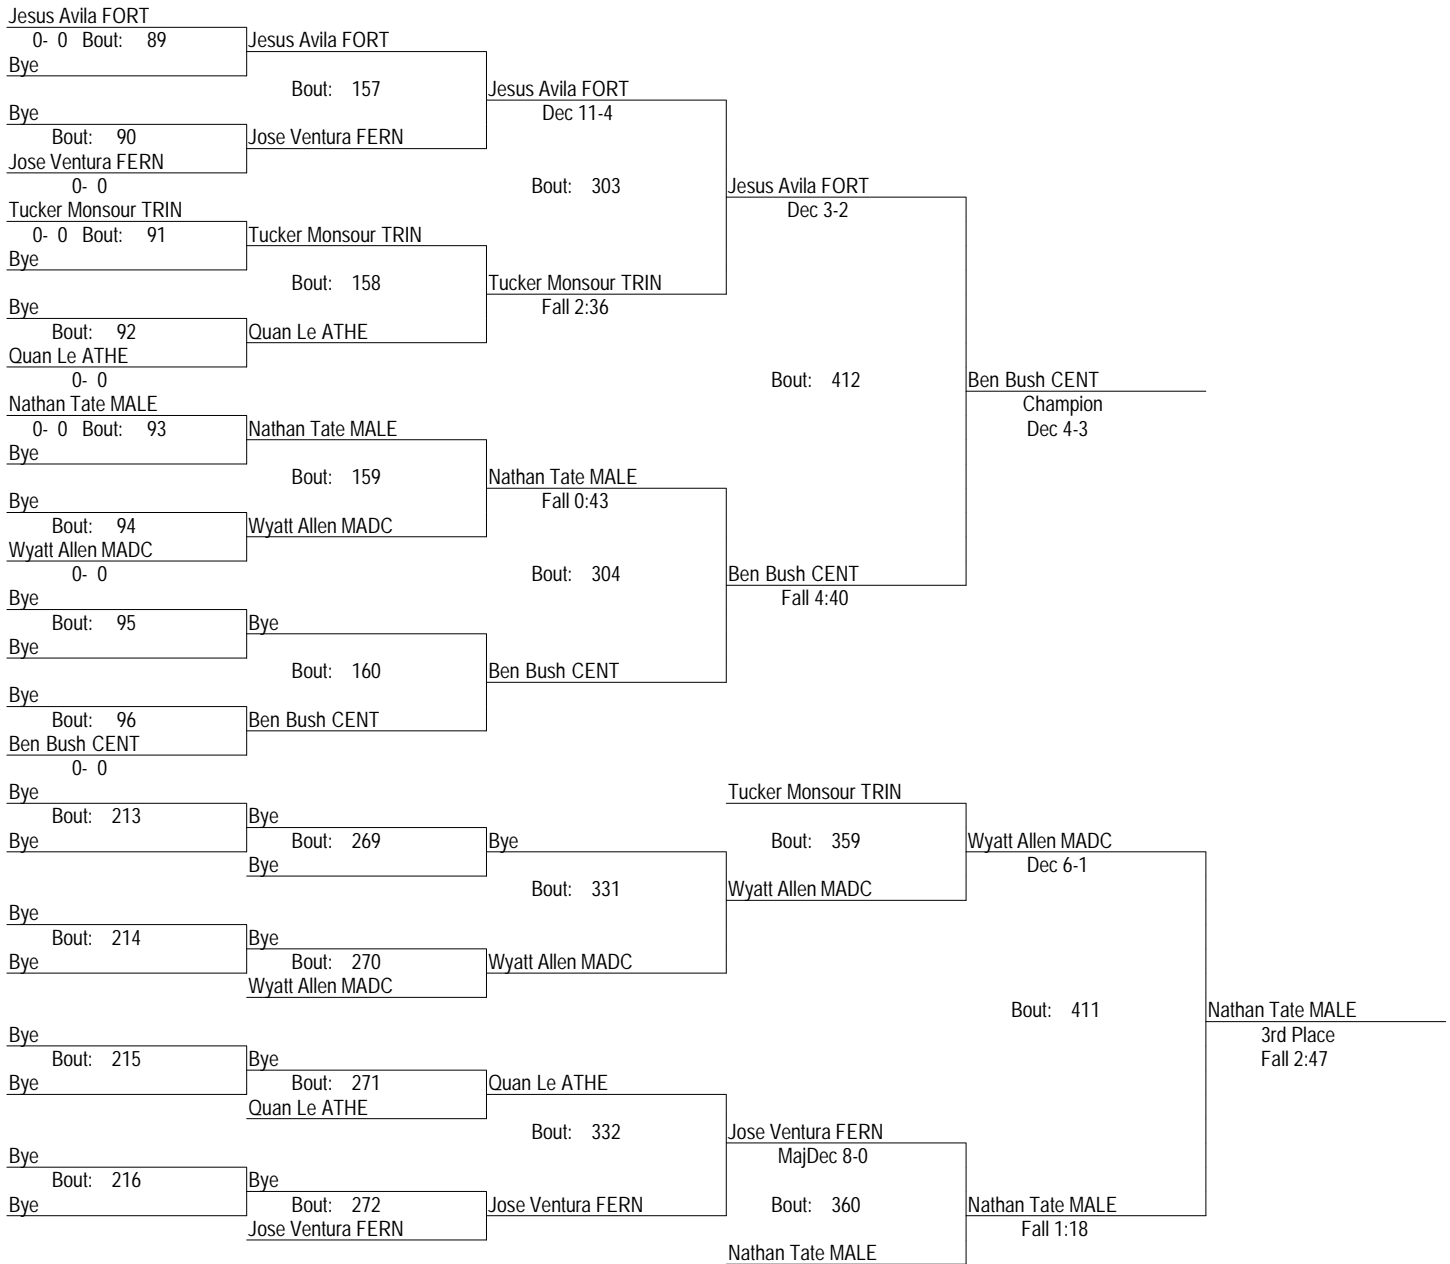 Jesus Avila FORT
0- 0 Bout: 89
Jesus Avila FORT
Bye
Bout: 157
Jesus Avila FORT
Bye
Dec 11-4
Bout: 90
Jose Ventura FERN
Jose Ventura FERN
0- 0
Bout: 303
Jesus Avila FORT
Tucker Monsour TRIN
Dec 3-2
0- 0 Bout: 91
Tucker Monsour TRIN
Bye
Bout: 158
Tucker Monsour TRIN
Bye
Fall 2:36
Bout: 92
Quan Le ATHE
Quan Le ATHE
0- 0
Bout: 412
Ben Bush CENT
Nathan Tate MALE
Champion
0- 0 Bout: 93
Nathan Tate MALE
Dec 4-3
Bye
Bout: 159
Nathan Tate MALE
Bye
Fall 0:43
Bout: 94
Wyatt Allen MADC
Wyatt Allen MADC
0- 0
Bout: 304
Ben Bush CENT
Bye
Fall 4:40
Bout: 95
Bye
Bye
Bout: 160
Ben Bush CENT
Bye
Bout: 96
Ben Bush CENT
Ben Bush CENT
0- 0
Bye
Tucker Monsour TRIN
Bout: 213
Bye
Bye
Bout: 269
Bye
Bout: 359
Wyatt Allen MADC
Bye
Dec 6-1
Bout: 331
Wyatt Allen MADC
Bye
Bout: 214
Bye
Bye
Bout: 270
Wyatt Allen MADC
Wyatt Allen MADC
Bout: 411
Nathan Tate MALE
Bye
3rd Place
Bout: 215
Bye
Fall 2:47
Bye
Bout: 271
Quan Le ATHE
Quan Le ATHE
Bout: 332
Jose Ventura FERN
Bye
MajDec 8-0
Bout: 216
Bye
Bye
Bout: 272
Jose Ventura FERN
Bout: 360
Nathan Tate MALE
Jose Ventura FERN
Fall 1:18
Nathan Tate MALE